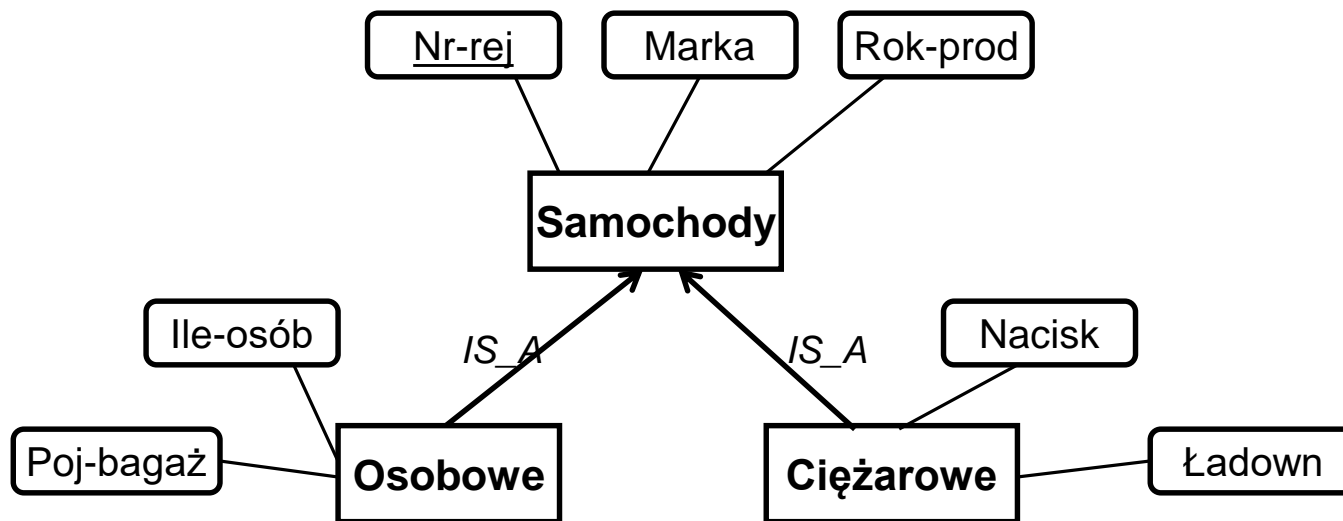 Nr-rej
Marka
Rok-prod
Samochody
Ile-osób
IS_A
IS_A
Nacisk
Poj-bagaż
Osobowe
Ciężarowe
Ładown